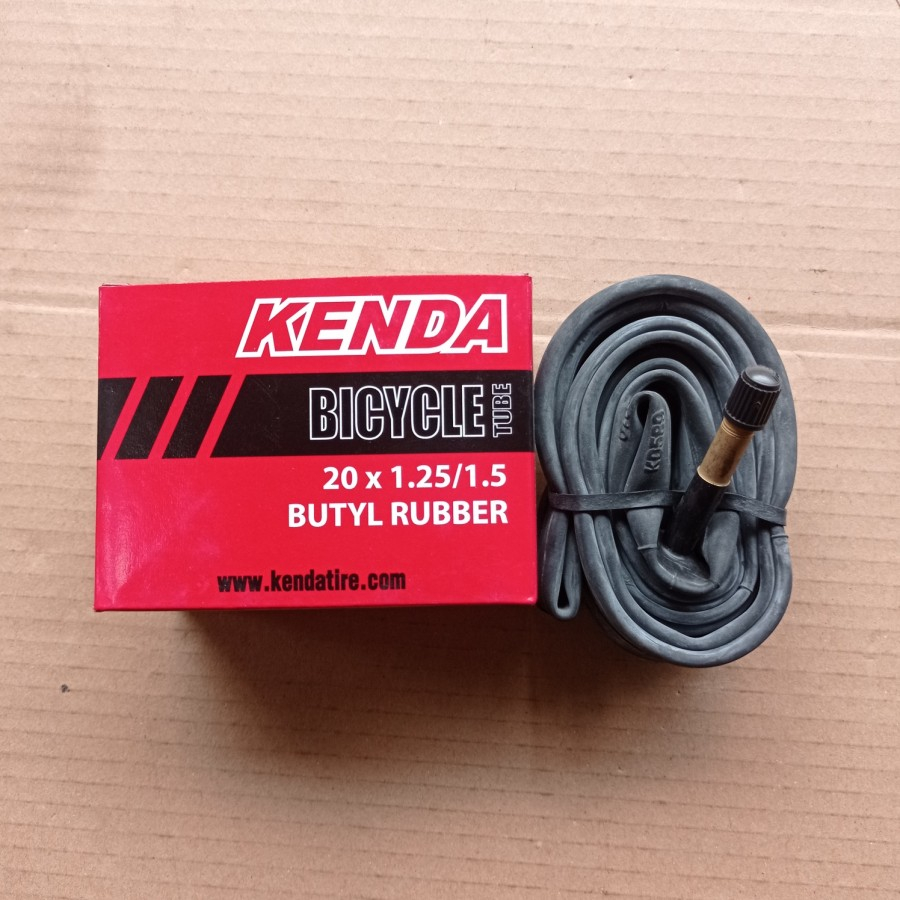 KENDA
BICYCLE TUBE
20 x 1.25/1.5
BUTYL RUBBER
www.kendatire.com